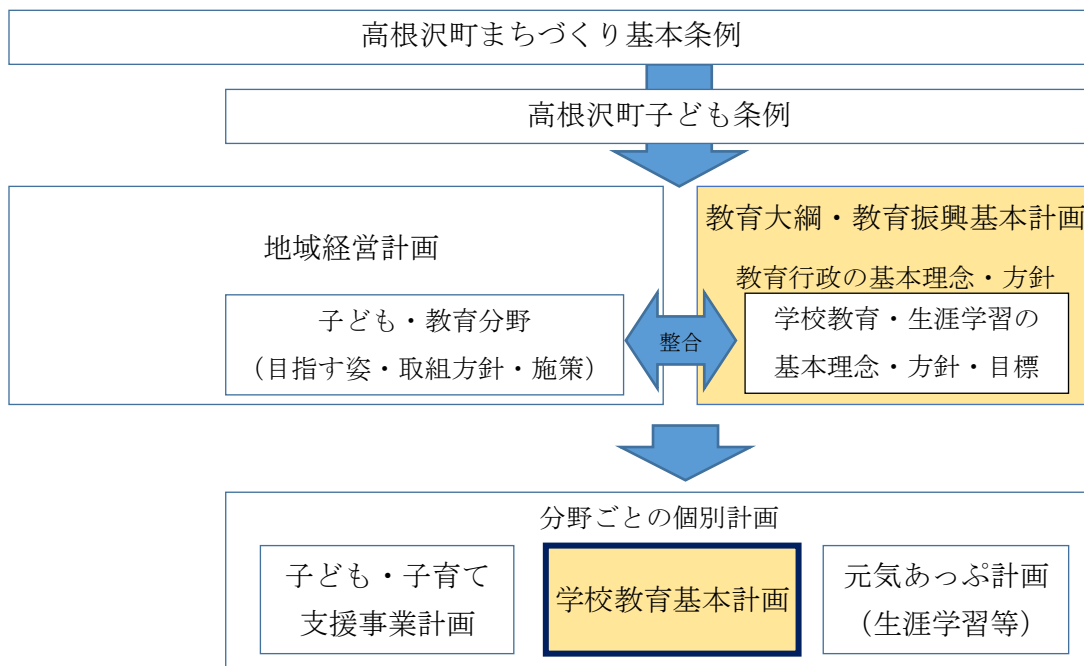 高根沢町まちづくり基本条例
高根沢町子ども条例
地域経営計画
子ども・教育分野
（目指す姿・取組方針・施策）
整合
教育大綱・教育振興基本計画
教育行政の基本理念・方針
学校教育・生涯学習の
基本理念・方針・目標
分野ごとの個別計画
子ども・子育て
支援事業計画
学校教育基本計画
元気あっぷ計画
（生涯学習等）